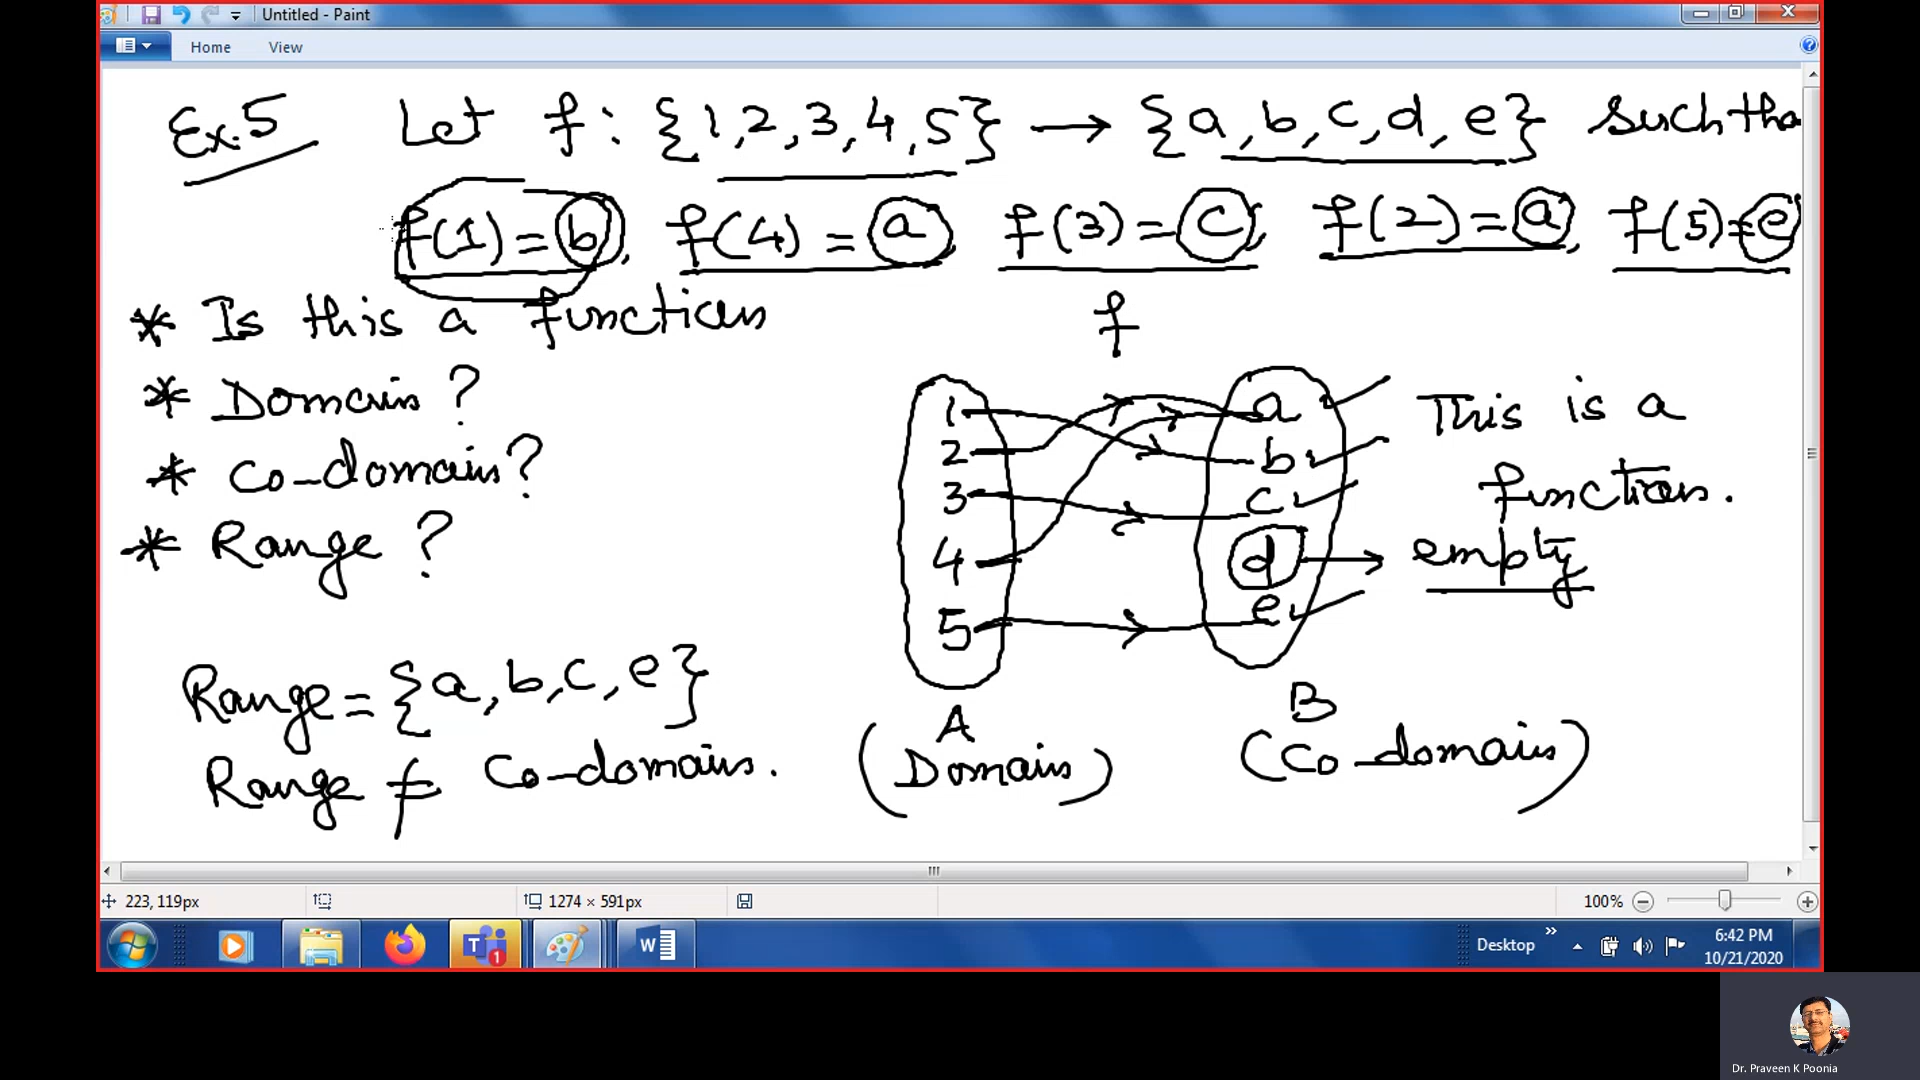 Untitled - Paint
Home View
Ex.5 Let f: {1,2,3,4,5} → {a,b,c,d,e} Such tha
f(1)=b, f(4)=a, f(3)=c, f(2)=a, f(5)=e
* Is this a function
* Domain?
* Co-domain?
* Range?
f
1
2
3
4
5
a
b
c
d → empty
e
This is a
function.
A
(Domain)
B
(Co-domain)
Range = {a,b,c,e}
Range ≠ Co-domain.
223, 119px 1274 × 591px 100%
T 1 W Desktop 6:42 PM
10/21/2020
Dr. Praveen K Poonia